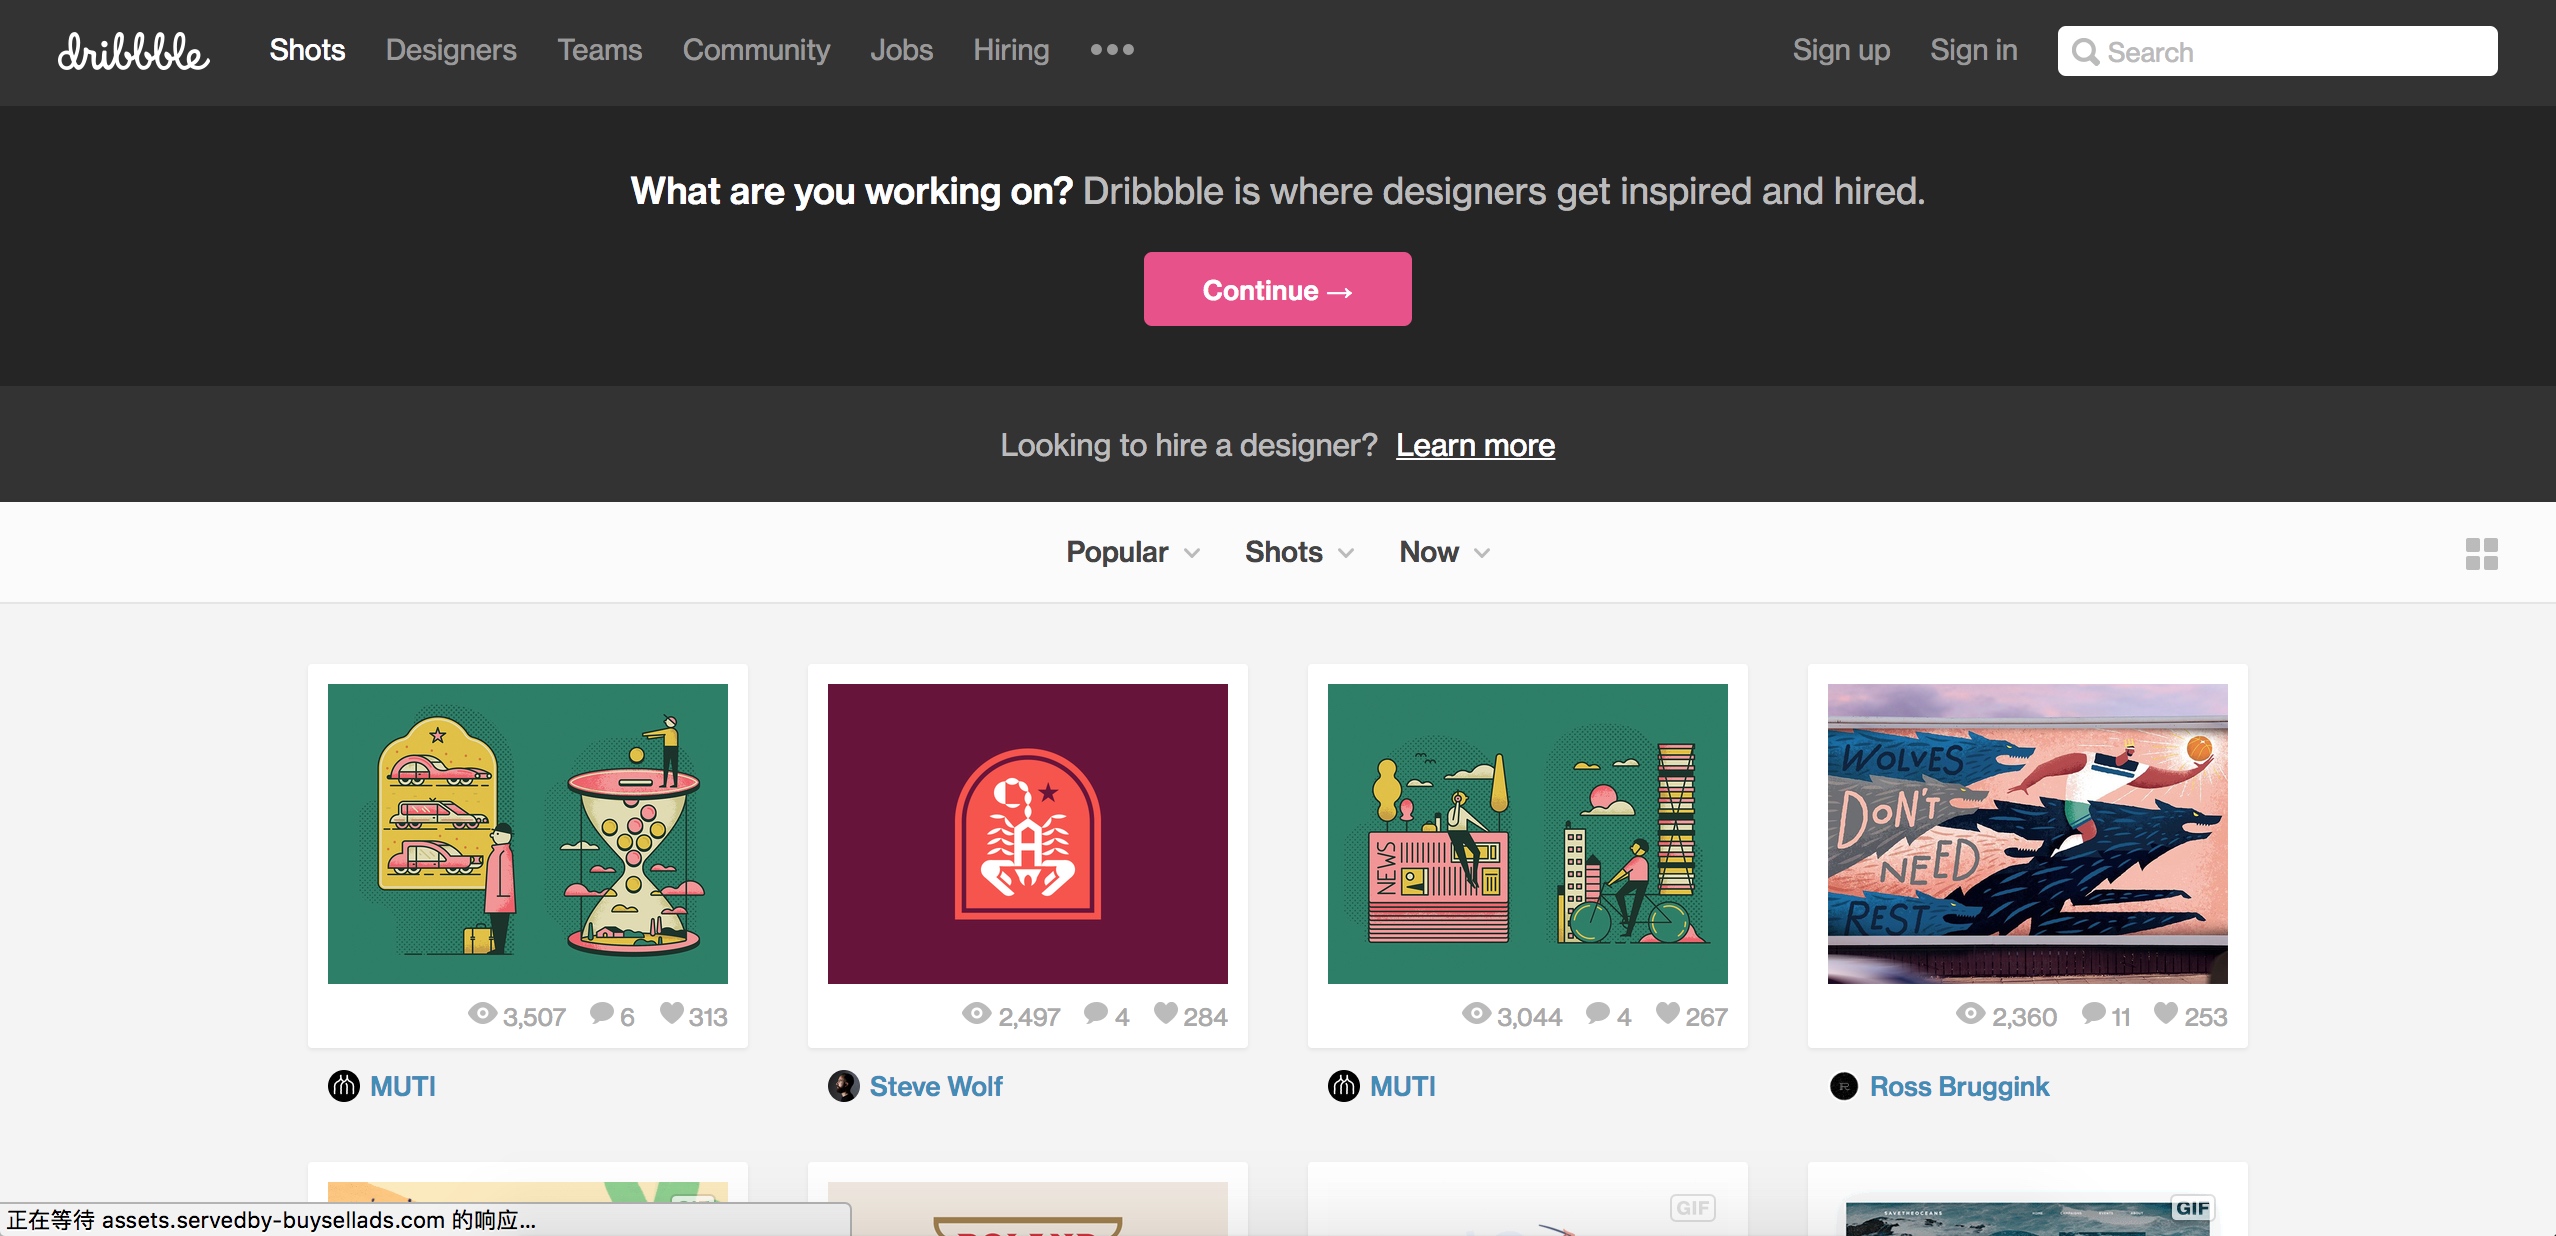 dribbble Shots Designers Teams Community Jobs Hiring ••• Sign up Sign in Search
What are you working on? Dribbble is where designers get inspired and hired.
Continue →
Looking to hire a designer? Learn more
Popular Shots Now
NEWS
WOLVES
DON'T
NEED
REST
3,507 6 313
2,497 4 284
3,044 4 267
2,360 11 253
MUTI
Steve Wolf
MUTI
Ross Bruggink
GIF
SAVETHEOCEANS
GIF
正在等待 assets.servedby-buysellads.com 的响应...